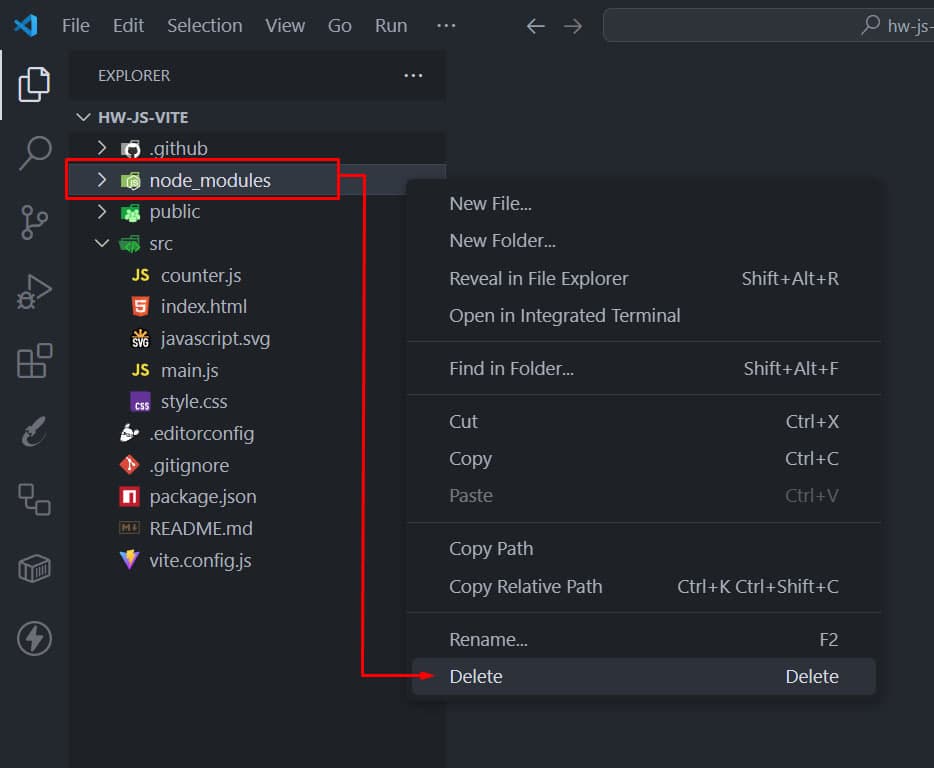 File Edit Selection View Go Run ···
hw-js-
EXPLORER ···
HW-JS-VITE
.github
node_modules
public
src
JS counter.js
5 index.html
SVG javascript.svg
JS main.js
CSS style.css
.editorconfig
.gitignore
package.json
README.md
vite.config.js
New File...
New Folder...
Reveal in File Explorer Shift+Alt+R
Open in Integrated Terminal
Find in Folder... Shift+Alt+F
Cut Ctrl+X
Copy Ctrl+C
Paste Ctrl+V
Copy Path
Copy Relative Path Ctrl+K Ctrl+Shift+C
Rename... F2
Delete Delete